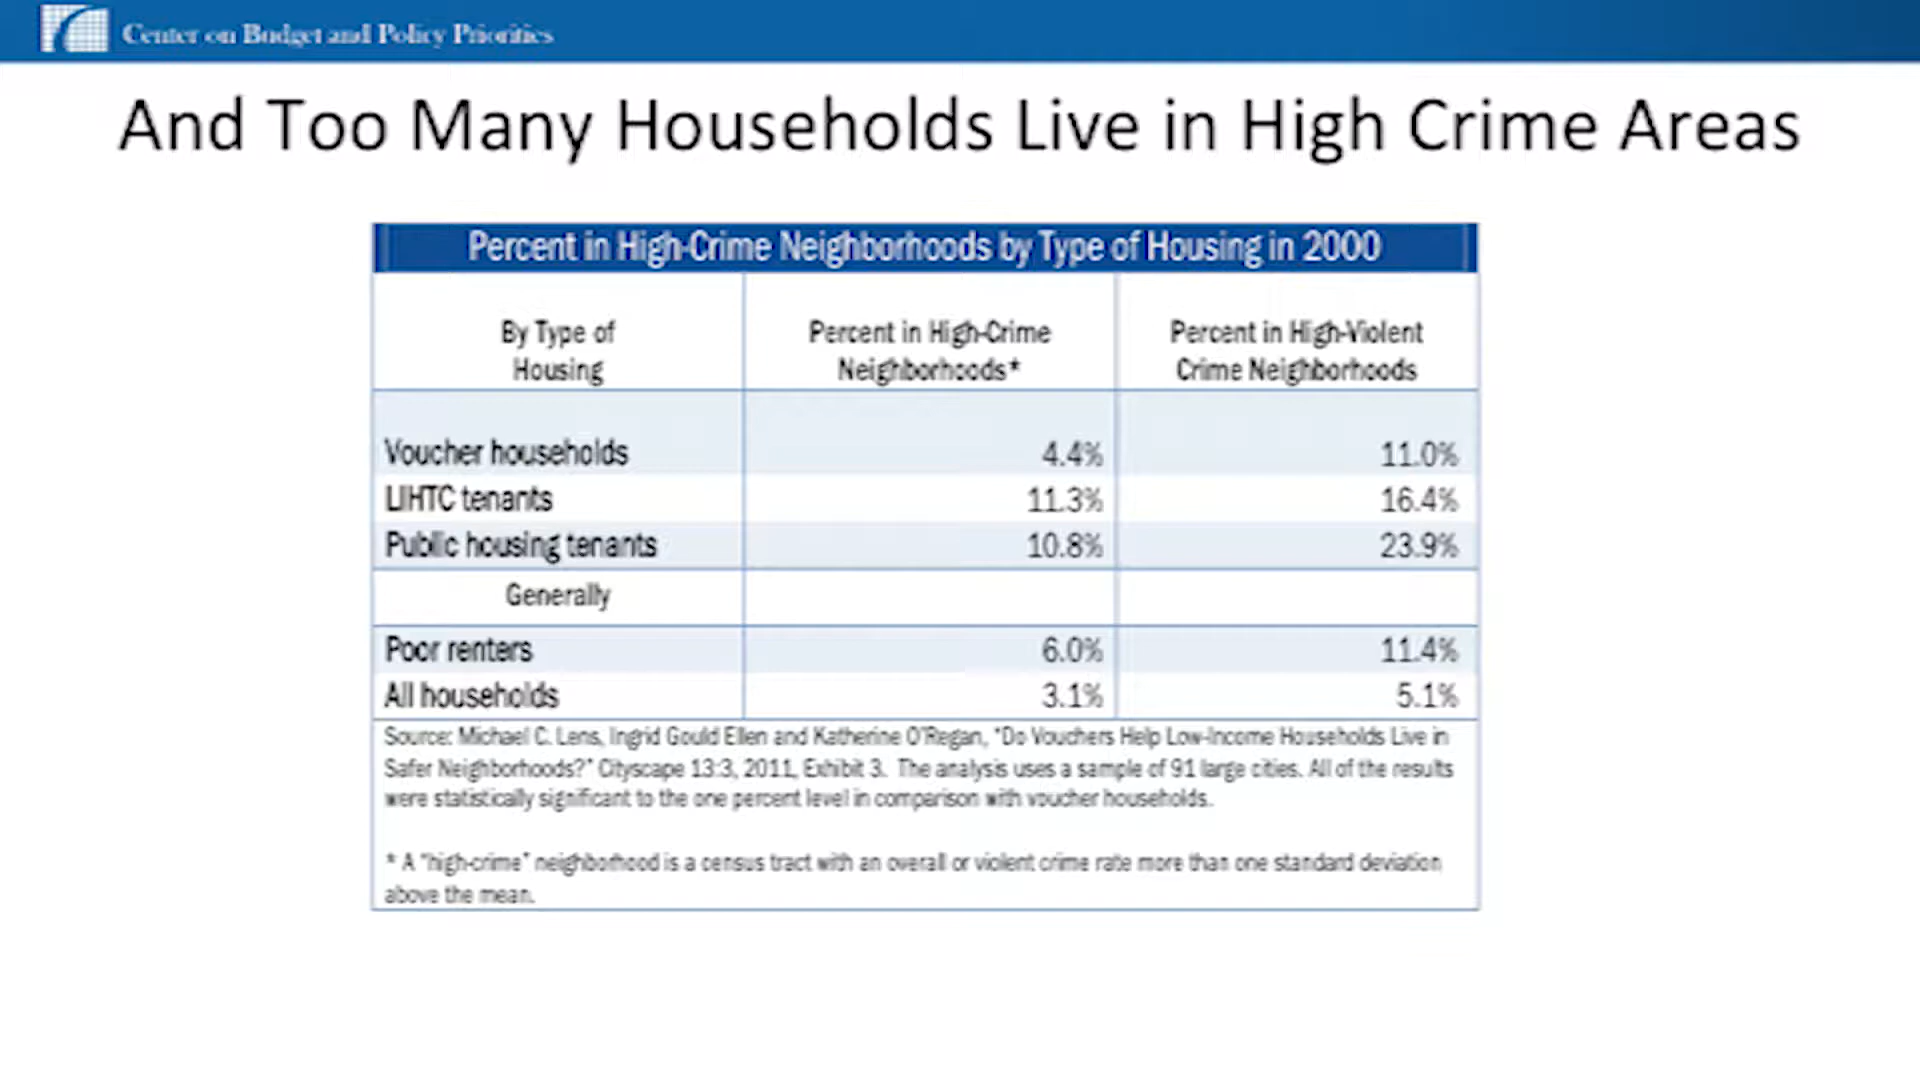 Center on Budget and Policy Priorities
And Too Many Households Live in High Crime Areas
Percent in High-Crime Neighborhoods by Type of Housing in 2000
By Type of
Housing
Percent in High-Crime
Neighborhoods*
Percent in High-Violent
Crime Neighborhoods
Voucher households 4.4% 11.0%
LIHTC tenants 11.3% 16.4%
Public housing tenants 10.8% 23.9%
Generally
Poor renters 6.0% 11.4%
All households 3.1% 5.1%
Source: Michael C. Lens, Ingrid Gould Ellen and Katherine O'Regan, "Do Vouchers Help Low-Income Households Live in
Safer Neighborhoods?" Cityscape 13:3, 2011, Exhibit 3. The analysis uses a sample of 91 large cities. All of the results
were statistically significant to the one percent level in comparison with voucher households.
* A "high-crime" neighborhood is a census tract with an overall or violent crime rate more than one standard deviation
above the mean.